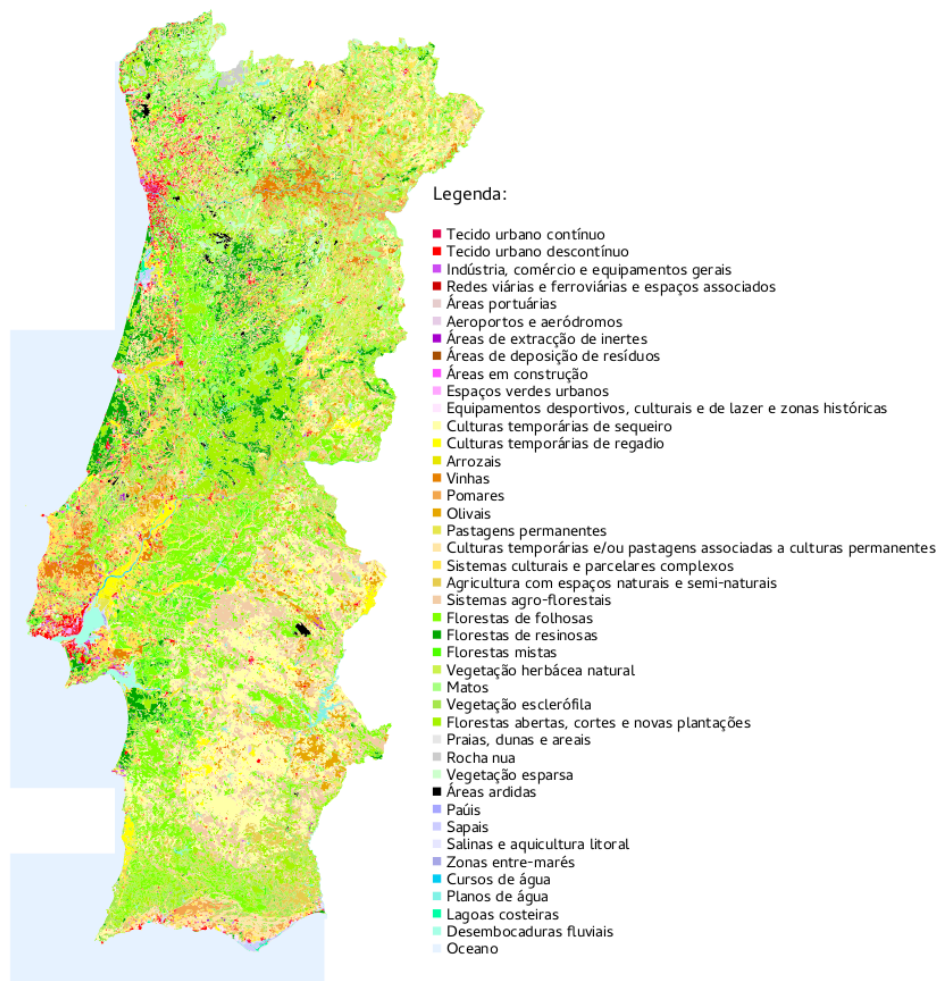 Legenda:
Tecido urbano contínuo
Tecido urbano descontínuo
Indústria, comércio e equipamentos gerais
Redes viárias e ferroviárias e espaços associados
Áreas portuárias
Aeroportos e aeródromos
Áreas de extracção de inertes
Áreas de deposição de resíduos
Áreas em construção
Espaços verdes urbanos
Equipamentos desportivos, culturais e de lazer e zonas históricas
Culturas temporárias de sequeiro
Culturas temporárias de regadio
Arrozais
Vinhas
Pomares
Olivais
Pastagens permanentes
Culturas temporárias e/ou pastagens associadas a culturas permanentes
Sistemas culturais e parcelares complexos
Agricultura com espaços naturais e semi-naturais
Sistemas agro-florestais
Florestas de folhosas
Florestas de resinosas
Florestas mistas
Vegetação herbácea natural
Matos
Vegetação esclerófila
Florestas abertas, cortes e novas plantações
Praias, dunas e areais
Rocha nua
Vegetação esparsa
Áreas ardidas
Paúis
Sapais
Salinas e aquicultura litoral
Zonas entre-marés
Cursos de água
Planos de água
Lagoas costeiras
Desembocaduras fluviais
Oceano